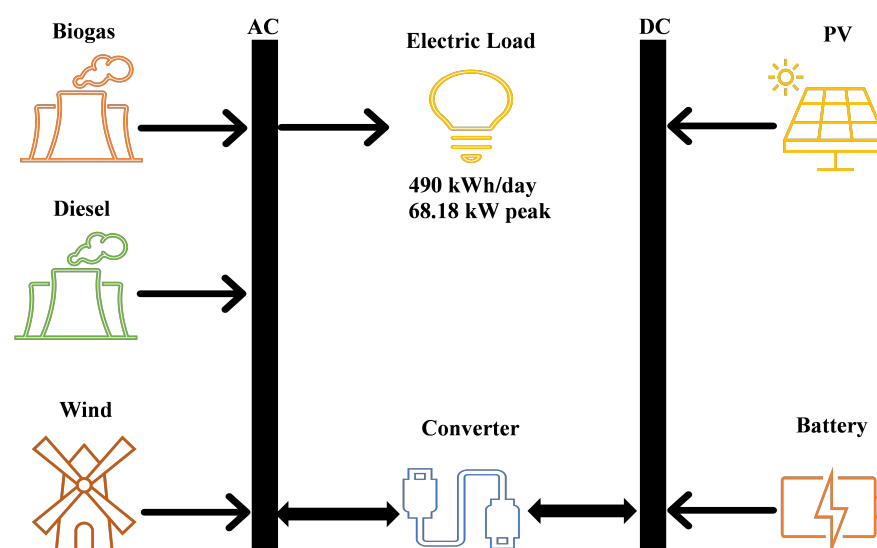 Biogas
AC
Electric Load
DC
PV
490 kWh/day
68.18 kW peak
Diesel
Wind
Converter
Battery